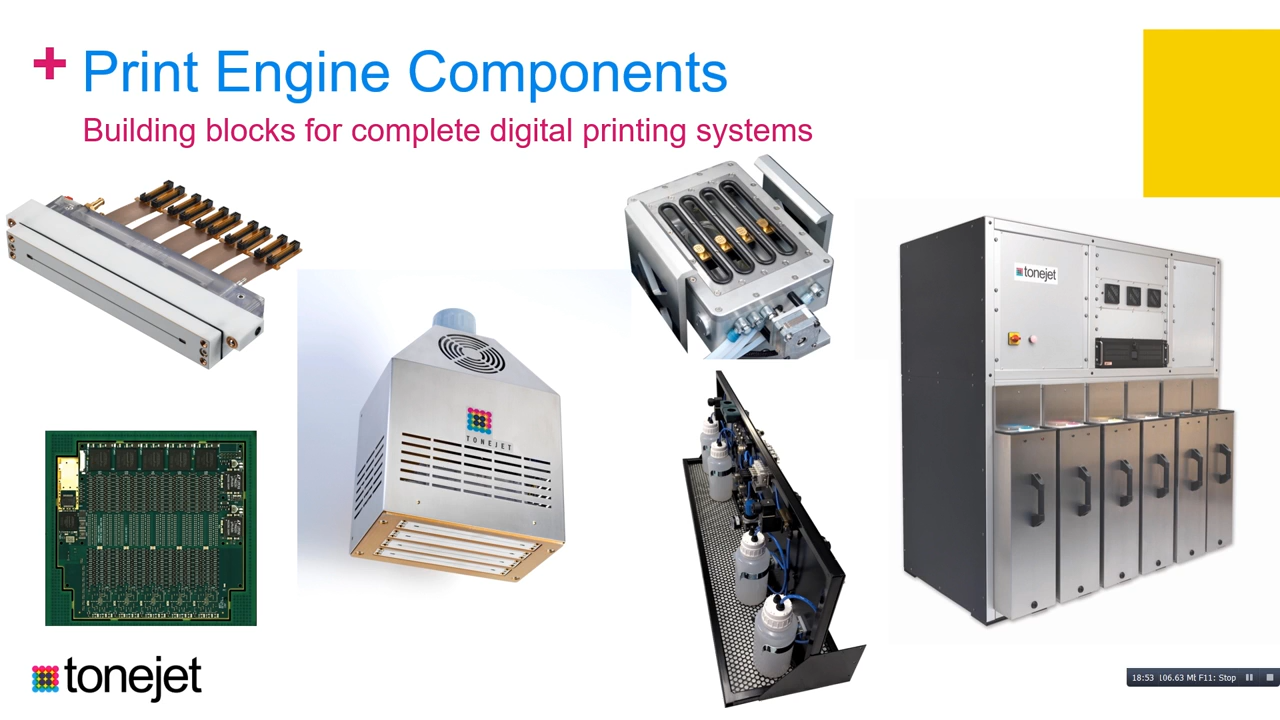 + Print Engine Components
Building blocks for complete digital printing systems
tonejet
TONEJET
tonejet
18:53 106.63 Mb F11: Stop